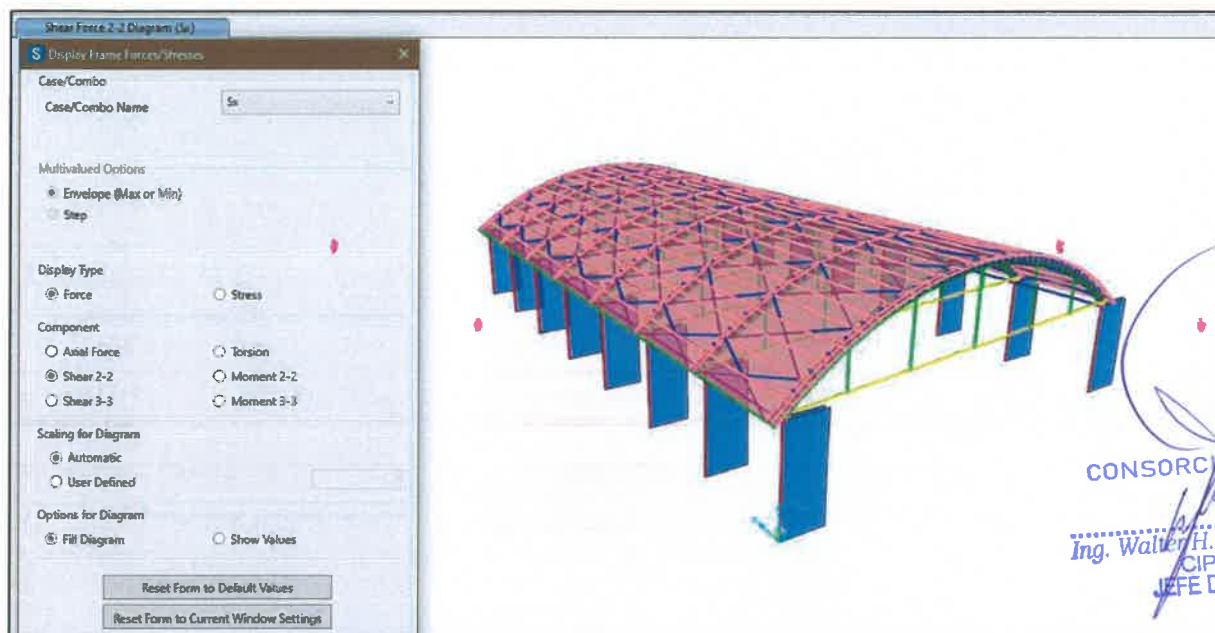 Shear Force 2-2 Diagram (Sx)
S Display Frame Forces/Stresses ×
Case/Combo
Case/Combo Name Sx
Multivalued Options
Envelope (Max or Min)
Step
Display Type
Force Stress
Component
Axial Force Torsion
Shear 2-2 Moment 2-2
Shear 3-3 Moment 3-3
Scaling for Diagram
Automatic
User Defined
Options for Diagram
Fill Diagram Show Values
Reset Form to Default Values
Reset Form to Current Window Settings
CONSORC
Ing. Walter H.
CIP
JEFE D